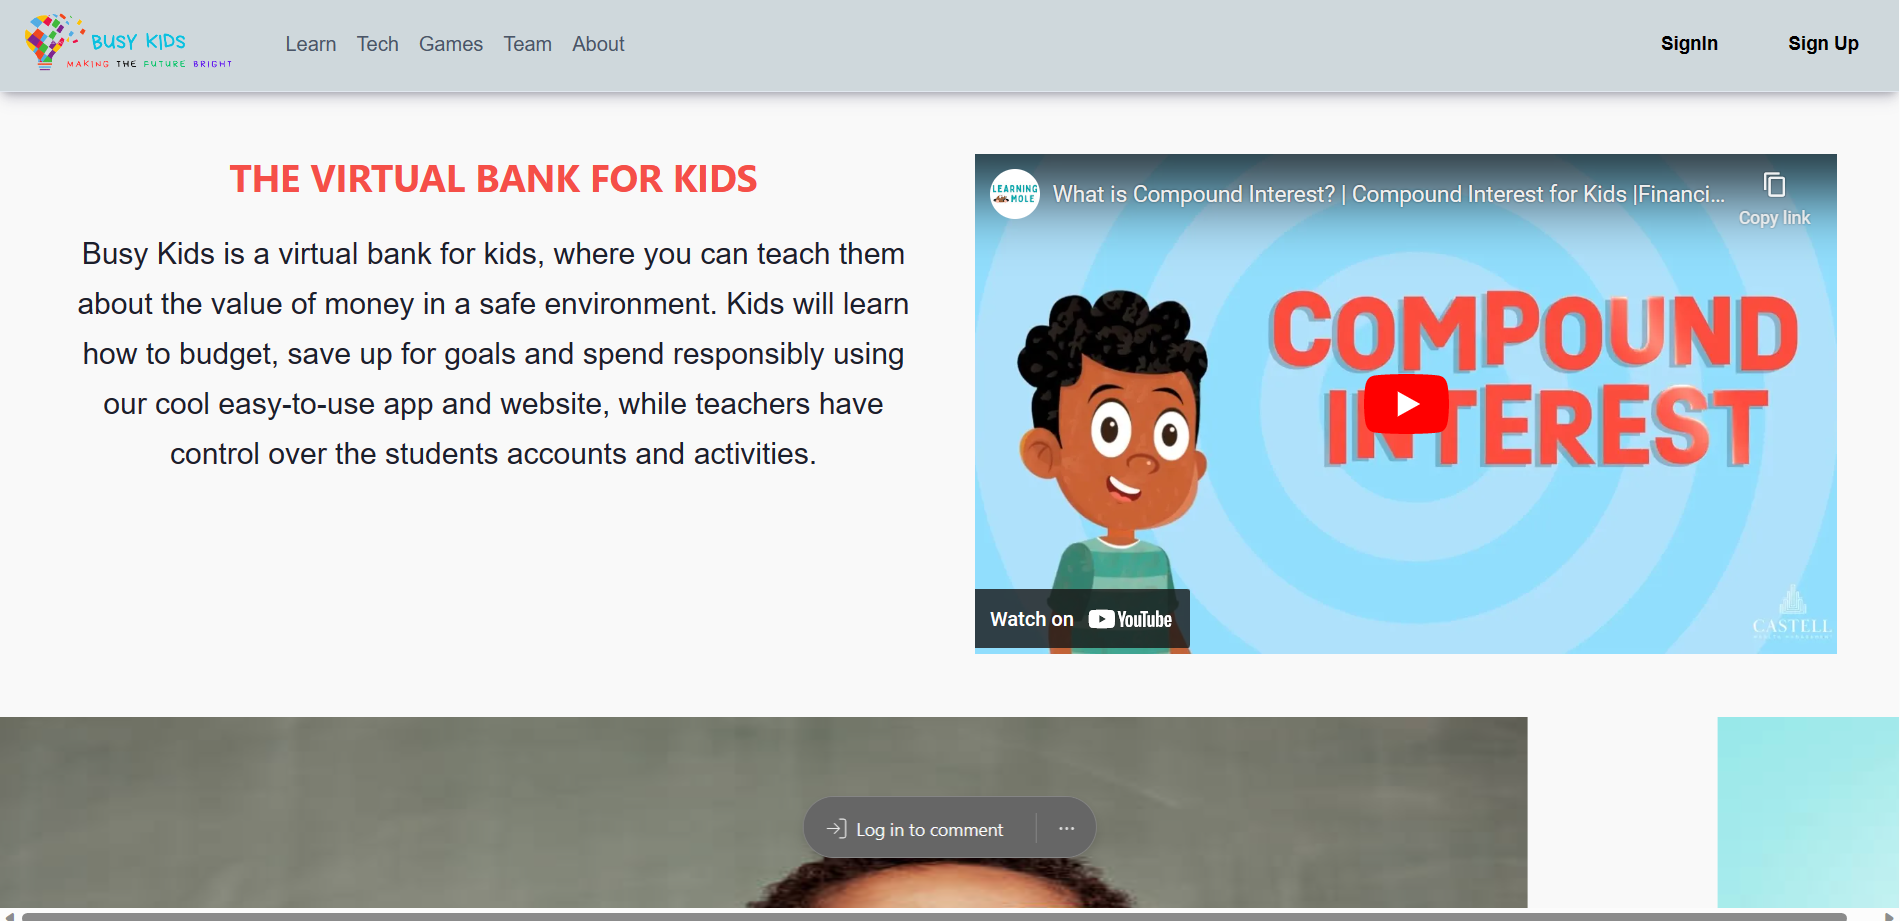 BUSY KIDS
MAKING THE FUTURE BRIGHT
Learn Tech Games Team About
SignIn Sign Up
THE VIRTUAL BANK FOR KIDS
Busy Kids is a virtual bank for kids, where you can teach them
about the value of money in a safe environment. Kids will learn
how to budget, save up for goals and spend responsibly using
our cool easy-to-use app and website, while teachers have
control over the students accounts and activities.
LEARNING
MOLE
What is Compound Interest? | Compound Interest for Kids |Financi...
Copy link
COMPOUND
INTEREST
Watch on YouTube
CASTELL
Log in to comment